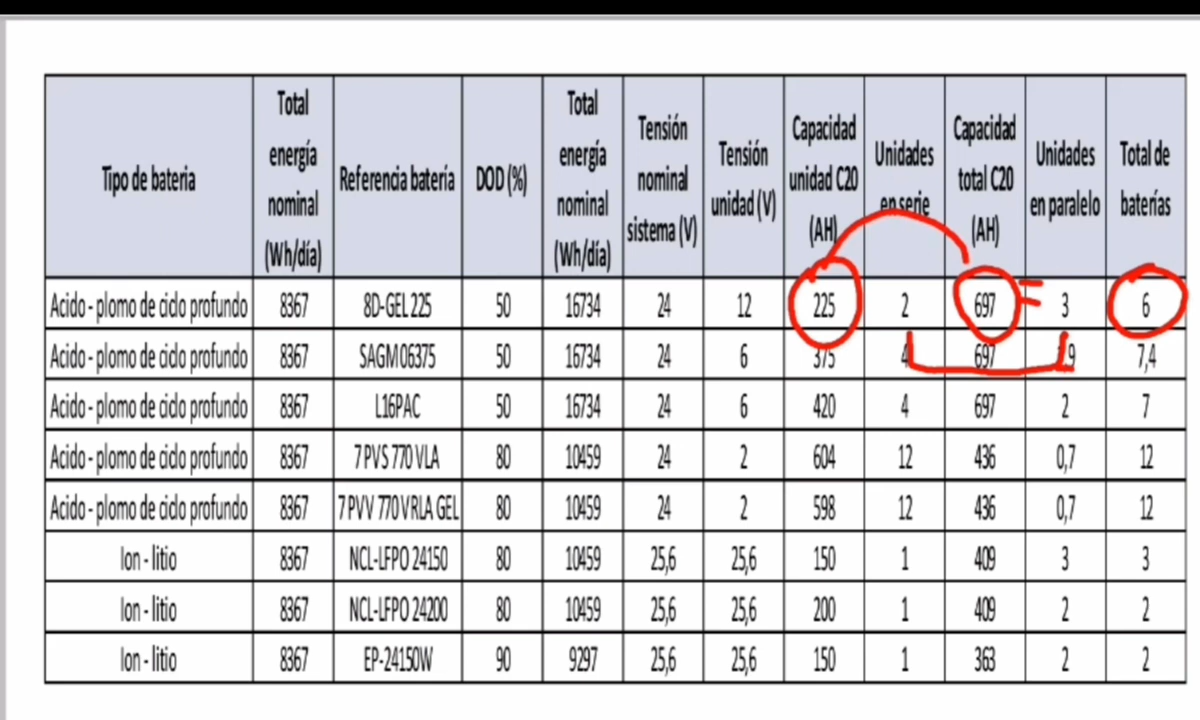 Tipo de bateria | Total energía nominal (Wh/día) | Referencia batería | DOD (%) | Total energía nominal (Wh/día) | Tensión nominal sistema (V) | Tensión unidad (V) | Capacidad unidad C20 (AH) | Unidades en serie | Capacidad total C20 (AH) | Unidades en paralelo | Total de baterías
Acido - plomo de ciclo profundo | 8367 | 8D-GEL 225 | 50 | 16734 | 24 | 12 | 225 | 2 | 697 | = 3 | 6
Acido - plomo de ciclo profundo | 8367 | SAGM 06375 | 50 | 16734 | 24 | 6 | 375 | 4 | 697 | | 7,4
Acido - plomo de ciclo profundo | 8367 | L16PAC | 50 | 16734 | 24 | 6 | 420 | 4 | 697 | 2 | 7
Acido - plomo de ciclo profundo | 8367 | 7 PVS 770 VLA | 80 | 10459 | 24 | 2 | 604 | 12 | 436 | 0,7 | 12
Acido - plomo de ciclo profundo | 8367 | 7 PVV 770 VRLA GEL | 80 | 10459 | 24 | 2 | 598 | 12 | 436 | 0,7 | 12
Ion - litio | 8367 | NCL-LFPO 24150 | 80 | 10459 | 25,6 | 25,6 | 150 | 1 | 409 | 3 | 3
Ion - litio | 8367 | NCL-LFPO 24200 | 80 | 10459 | 25,6 | 25,6 | 200 | 1 | 409 | 2 | 2
Ion - litio | 8367 | EP-24150W | 90 | 9297 | 25,6 | 25,6 | 150 | 1 | 363 | 2 | 2